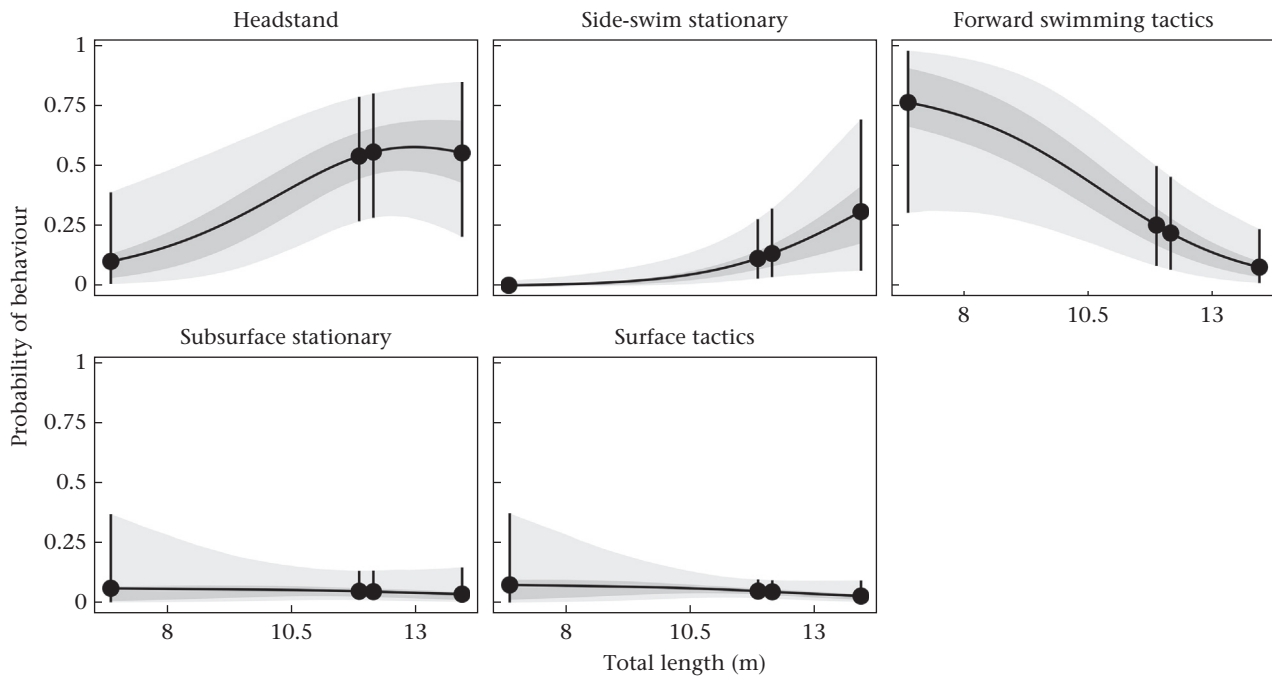 Headstand
Side-swim stationary
Forward swimming tactics
1
0.75
0.5
0.25
0
8
10.5
13
Probability of behaviour
Subsurface stationary
Surface tactics
1
0.75
0.5
0.25
0
8
10.5
13
8
10.5
13
Total length (m)